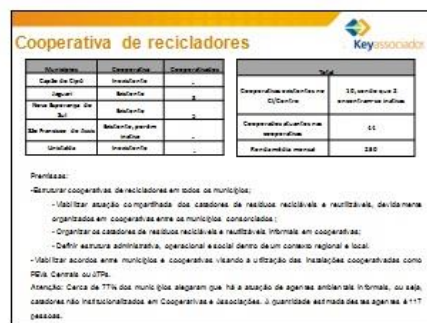 Cooperativa de recicladores
Keyassociados
Municípios Cooperativa Cooperativados
Capão do Cipó Inexistente -
Jaguari Existente
Nova Esperança do Sul Existente
São Francisco de Assis Existente, porém inativa -
Unistalda Inexistente -
Total
Cooperativas existentes no CI/Centro 10, sendo que 2 encontram-se inativas
Cooperados atuantes nas cooperativas
Renda média mensal
Premissas:
-Estruturar cooperativas de recicladores em todos os municípios;
- Viabilizar atuação compartilhada dos catadores de resíduos recicláveis e reutilizáveis, devidamente
organizados em cooperativas entre os municípios consorciados;
- Organizar os catadores de resíduos recicláveis e reutilizáveis informais em cooperativas;
- Definir estrutura administrativa, operacional e social dentro de um contexto regional e local.
- Viabilizar acordos entre municípios e cooperativas visando a utilização das instalações cooperativadas como
PEVs Centrais ou UTPs.
Atenção: Cerca de 77% dos municípios alegaram que há a atuação de agentes ambientais informais, ou seja,
catadores não institucionalizados em Cooperativas e Associações. A quantidade estimada destes agentes é 117
pessoas.